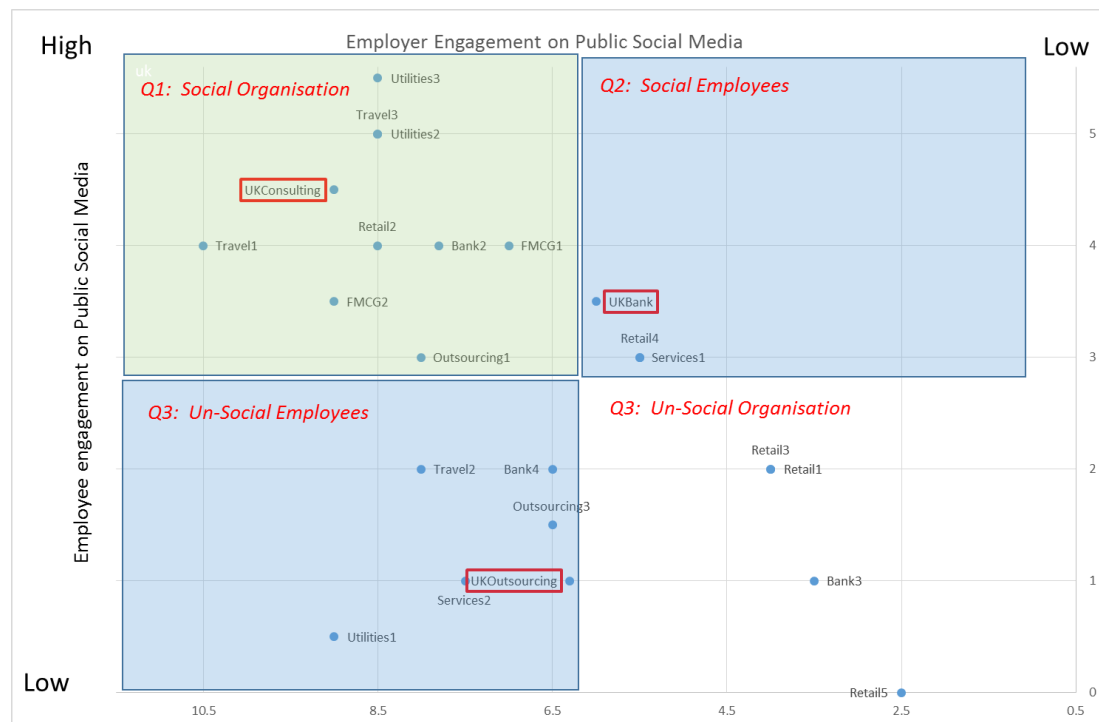 High
Employer Engagement on Public Social Media
Low
uk
Q1: Social Organisation
Q2: Social Employees
Utilities3
Travel3
Utilities2
5
UKConsulting
Retail2
Travel1
Bank2
FMCG1
4
FMCG2
UKBank
Retail4
Outsourcing1
Services1
3
Employee engagement on Public Social Media
Q3: Un-Social Employees
Q3: Un-Social Organisation
Retail3
Travel2
Bank4
Retail1
2
Outsourcing3
UKOutsourcing
Bank3
1
Services2
Utilities1
Low
Retail5
0
10.5
8.5
6.5
4.5
2.5
0.5